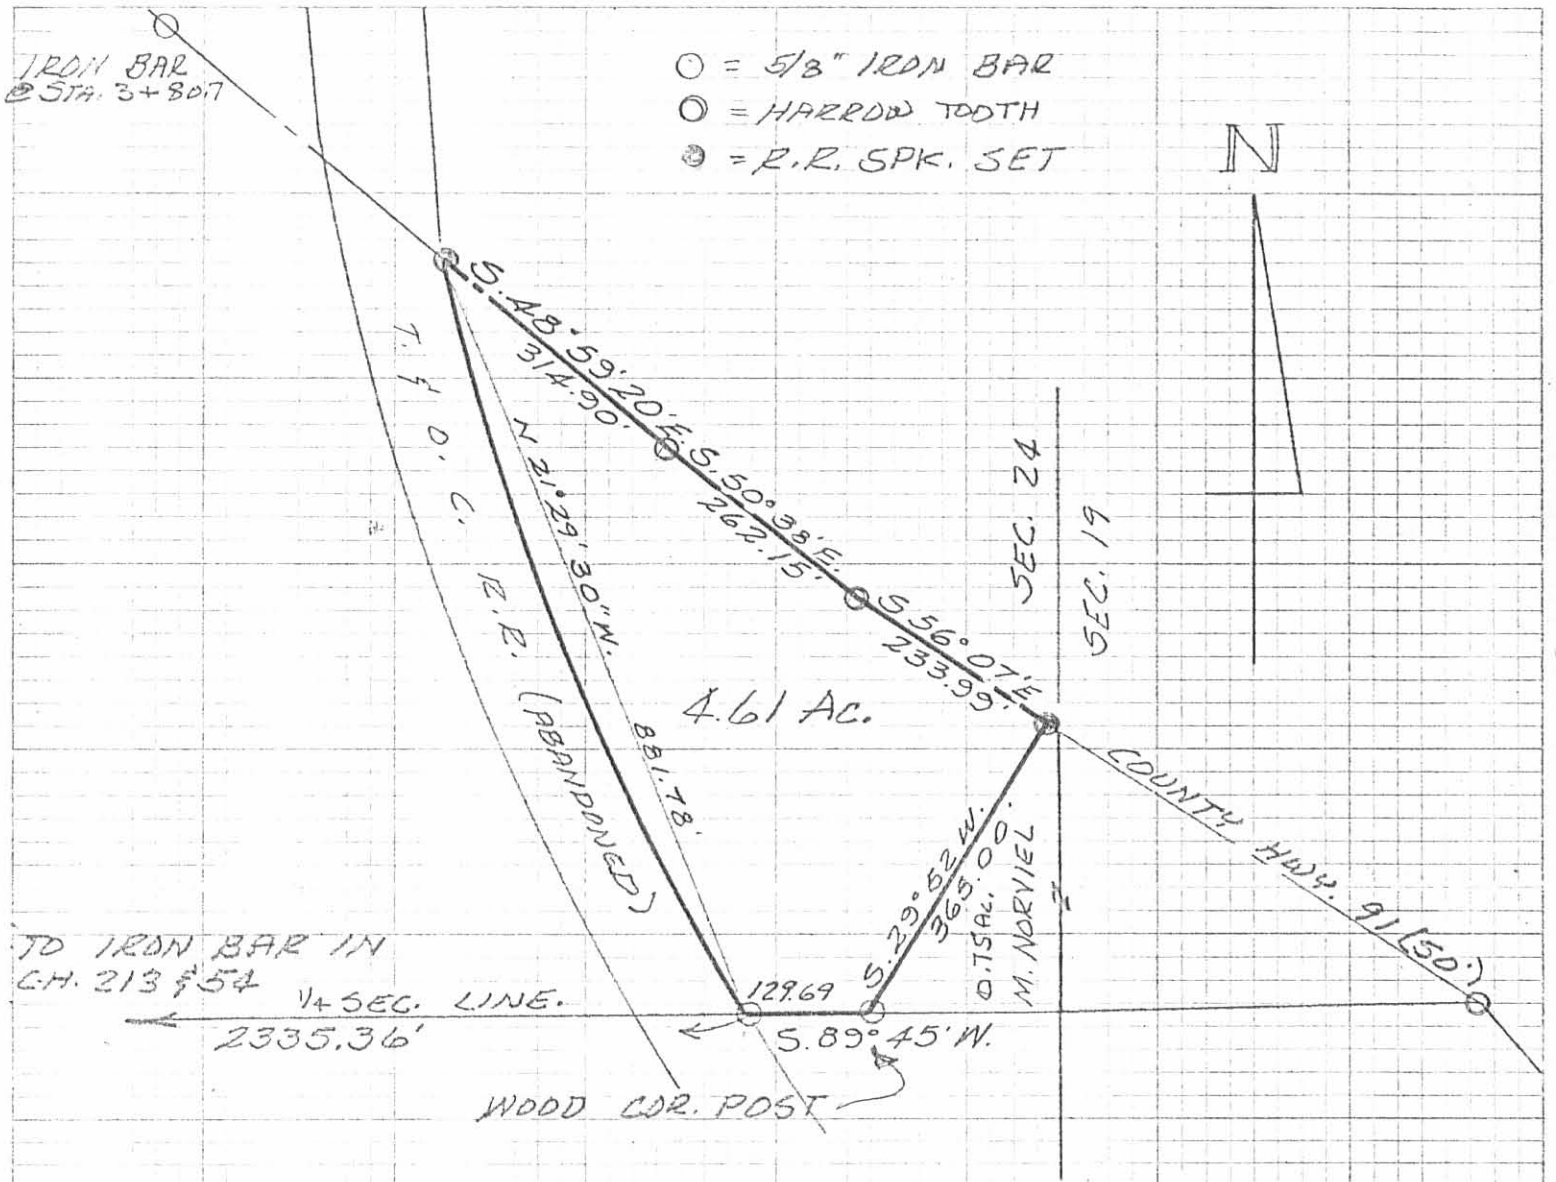 IRON BAR
@ STA. 3+80.7
= 5/8" IRON BAR
= HARROW TOOTH
= R.R. SPK. SET
N
S. 48° 59' 20" E.
314.90'
S. 50° 38' E.
262.15'
S 56° 07' E
233.99'
N 21° 29' 30" W.
881.78'
T. & O. C. R.R. (ABANDONED)
4.61 AC.
SEC. 24
SEC. 19
COUNTY HWY. 91 (50')
S. 29° 52' W.
365.00'
M. NORVIEL
TO IRON BAR IN
C.H. 213 & 54
1/4 SEC. LINE.
2335.36'
129.69
S. 89° 45' W.
WOOD COR. POST